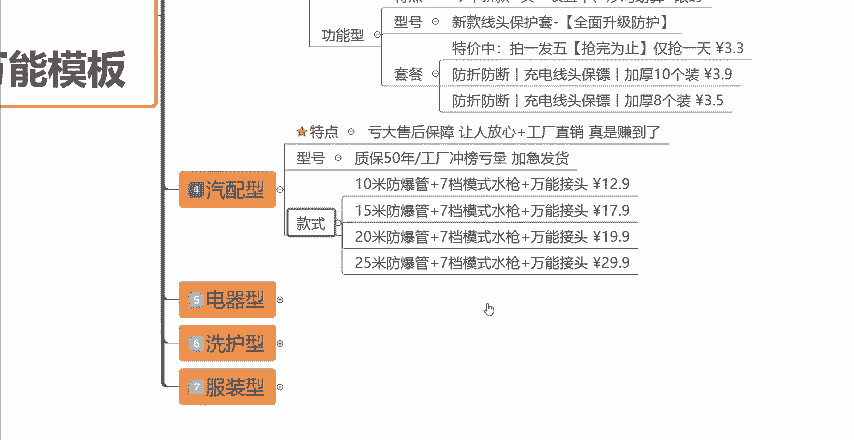 功能型
型号
新款线头保护套-【全面升级防护】
套餐
特价中：拍一发五【抢完为止】仅抢一天 ¥3.3
防折防断丨充电线头保镖丨加厚10个装 ¥3.9
防折防断丨充电线头保镖丨加厚8个装 ¥3.5
能模板
4 汽配型
特点
亏大售后保障 让人放心+工厂直销 真是赚到了
型号
质保50年/工厂冲榜亏量 加急发货
款式
10米防爆管+7档模式水枪+万能接头 ¥12.9
15米防爆管+7档模式水枪+万能接头 ¥17.9
20米防爆管+7档模式水枪+万能接头 ¥19.9
25米防爆管+7档模式水枪+万能接头 ¥29.9
5 电器型
6 洗护型
7 服装型